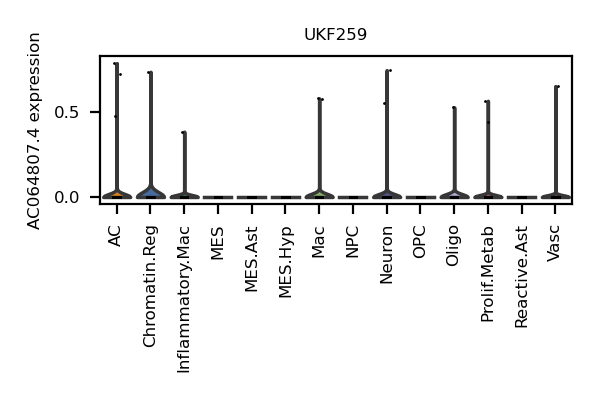 UKF259
AC064807.4 expression
0.5
0.0
AC
Chromatin.Reg
Inflammatory.Mac
MES
MES.Ast
MES.Hyp
Mac
NPC
Neuron
OPC
Oligo
Prolif.Metab
Reactive.Ast
Vasc